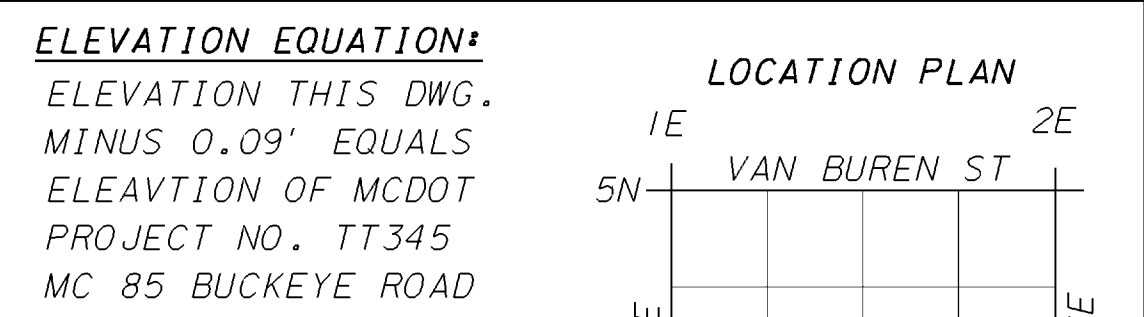 ELEVATION EQUATION:
ELEVATION THIS DWG.
MINUS 0.09' EQUALS
ELEAVTION OF MCDOT
PROJECT NO. TT345
MC 85 BUCKEYE ROAD
LOCATION PLAN
1E 2E
VAN BUREN ST
5N